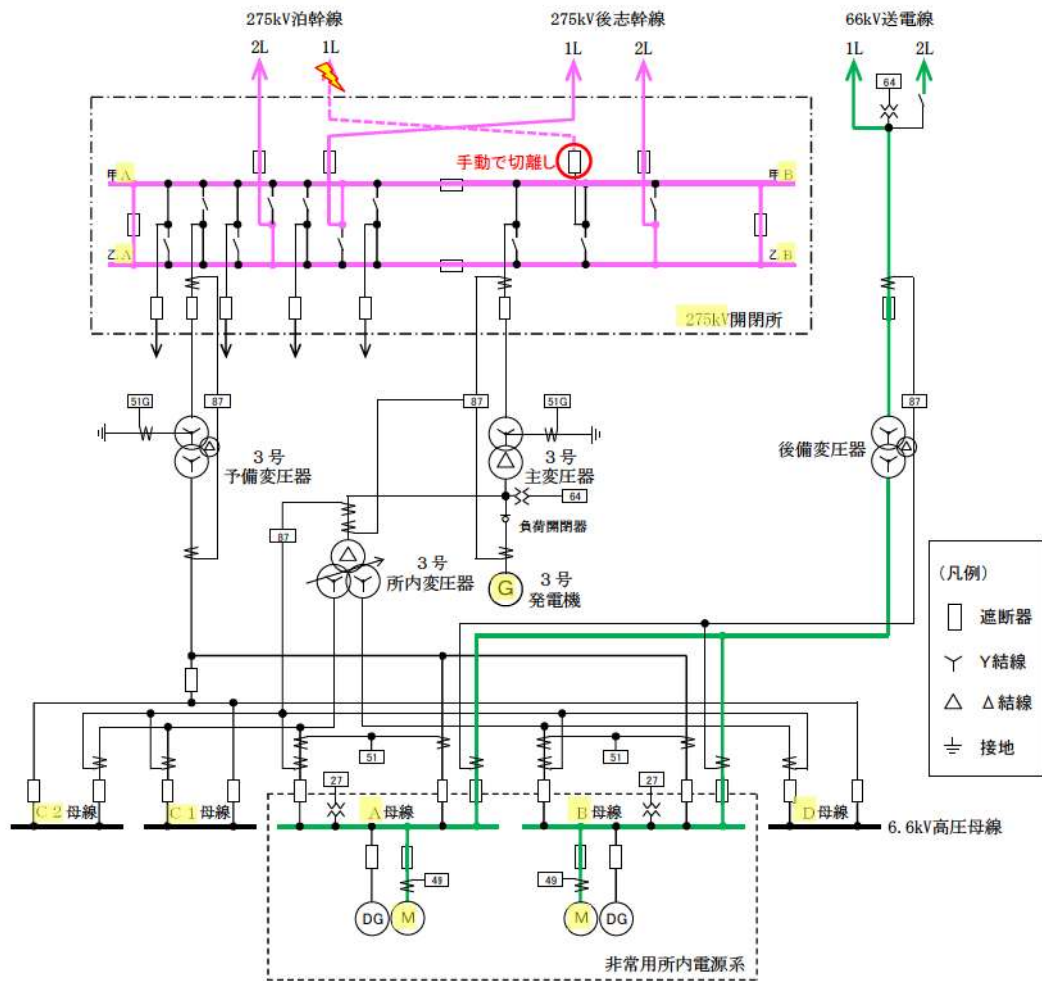 275kV泊幹線
275kV後志幹線
66kV送電線
2L
1L
1L
2L
1L
2L
64
手動で切離し
甲A
甲B
乙A
乙B
275kV開閉所
51G
87
87
51G
87
3号
予備変圧器
3号
主変圧器
後備変圧器
64
87
負荷開閉器
3号
所内変圧器
G
3号
発電機
(凡例)
遮断器
Y結線
Δ結線
接地
51
51
27
27
C2母線
C1母線
A母線
B母線
D母線
6.6kV高圧母線
49
49
DG
M
M
DG
非常用所内電源系